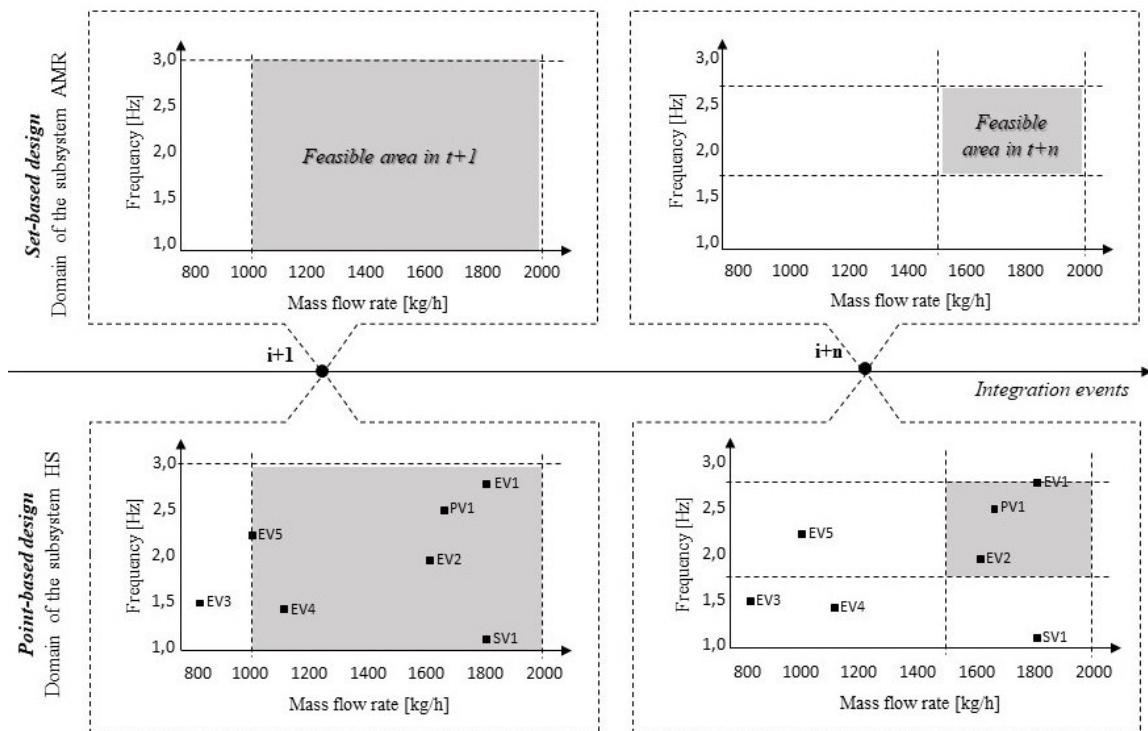 Set-based design
Domain of the subsystem AMR
Frequency [Hz]
3,0
2,5
2,0
1,5
1,0
Feasible area in t+1
800 1000 1200 1400 1600 1800 2000
Mass flow rate [kg/h]
Frequency [Hz]
3,0
2,5
2,0
1,5
1,0
Feasible
area in t+n
800 1000 1200 1400 1600 1800 2000
Mass flow rate [kg/h]
i+1
i+n
Integration events
Point-based design
Domain of the subsystem HS
Frequency [Hz]
3,0
2,5
2,0
1,5
1,0
EV1
PV1
EV5
EV2
EV3
EV4
SV1
800 1000 1200 1400 1600 1800 2000
Mass flow rate [kg/h]
Frequency [Hz]
3,0
2,5
2,0
1,5
1,0
EV1
PV1
EV5
EV2
EV3
EV4
SV1
800 1000 1200 1400 1600 1800 2000
Mass flow rate [kg/h]